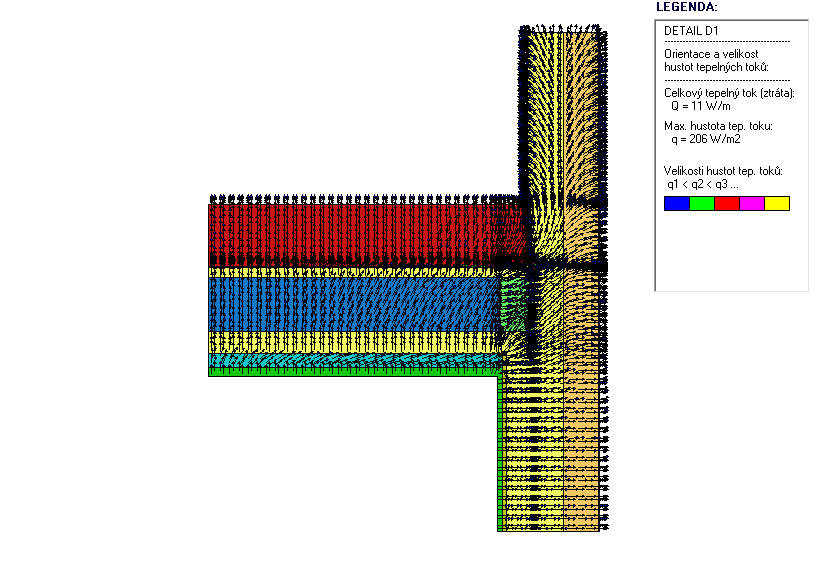 LEGENDA:
DETAIL D1
Orientace a velikost
hustot tepelných toků:
Celkový tepelný tok (ztráta):
Q = 11 W/m
Max. hustota tep. toku:
q = 206 W/m2
Velikosti hustot tep. toků:
q1 < q2 < q3 ...